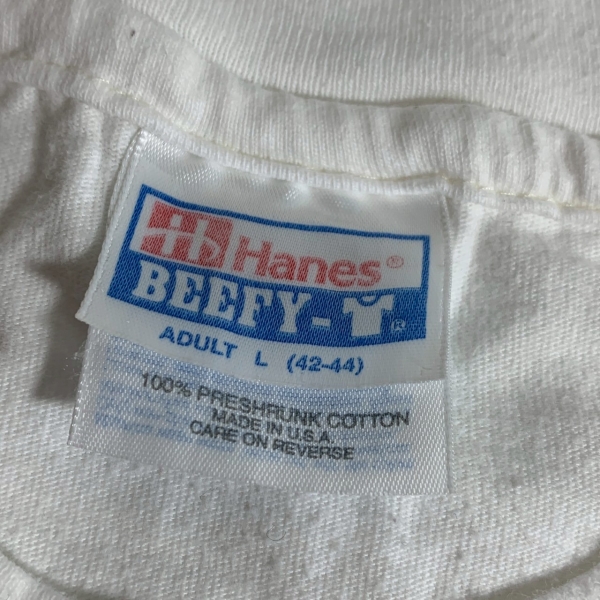 Hanes®
BEEFY-T®
ADULT L (42-44)
100% PRESHRUNK COTTON
MADE IN U.S.A.
CARE ON REVERSE